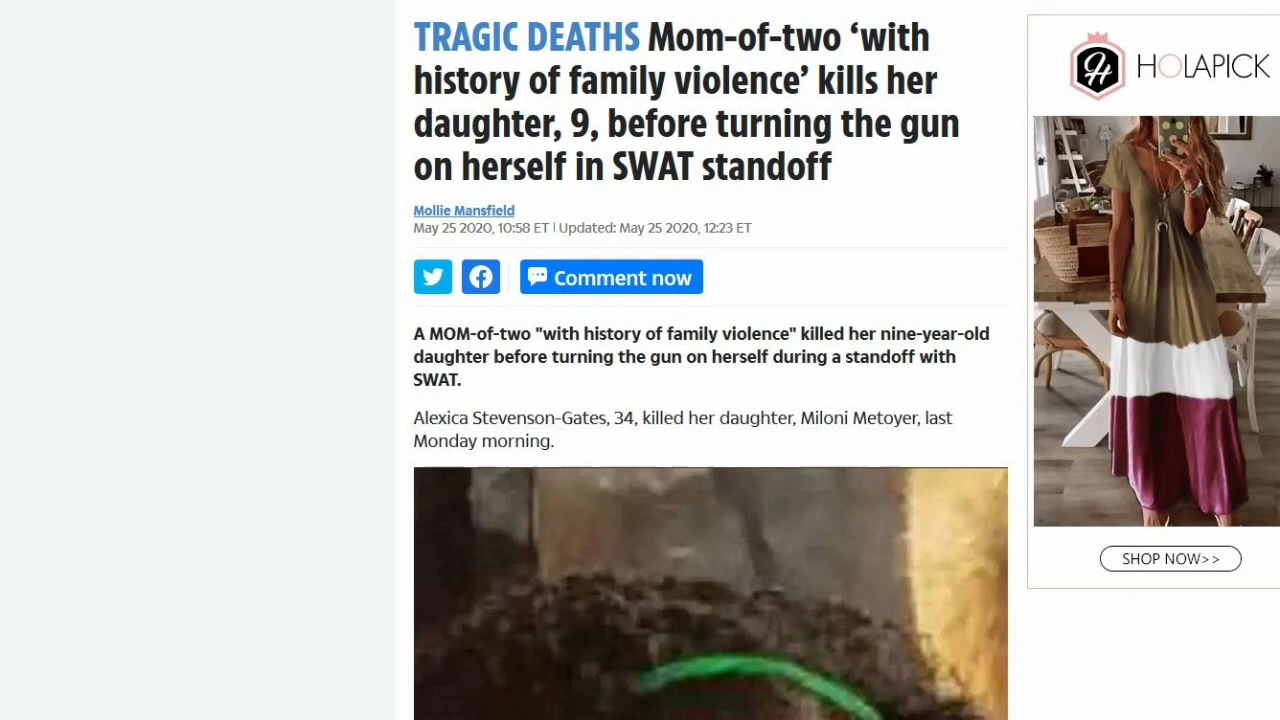 TRAGIC DEATHS Mom-of-two ‘with
history of family violence’ kills her
daughter, 9, before turning the gun
on herself in SWAT standoff
Mollie Mansfield
May 25 2020, 10:58 ET | Updated: May 25 2020, 12:23 ET
Comment now
A MOM-of-two "with history of family violence" killed her nine-year-old
daughter before turning the gun on herself during a standoff with
SWAT.
Alexica Stevenson-Gates, 34, killed her daughter, Miloni Metoyer, last
Monday morning.
HOLAPICK
SHOP NOW>>